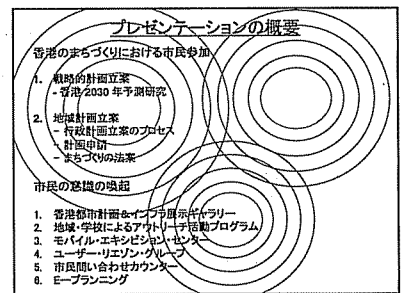 プレゼンテーションの概要
香港のまちづくりにおける市民参加
1. 戦略的計画立案
- 香港 2030 年予測研究
2. 地域計画立案
- 行政計画立案のプロセス
- 計画申請
- まちづくりの法案
市民の意識の喚起
1. 香港都市計画&インフラ展示ギャラリー
2. 地域・学校によるアウトリーチ活動プログラム
3. モバイル・エキシビション・センター
4. ユーザー・リエゾン・グループ
5. 市民問い合わせカウンター
6. E-プランニング